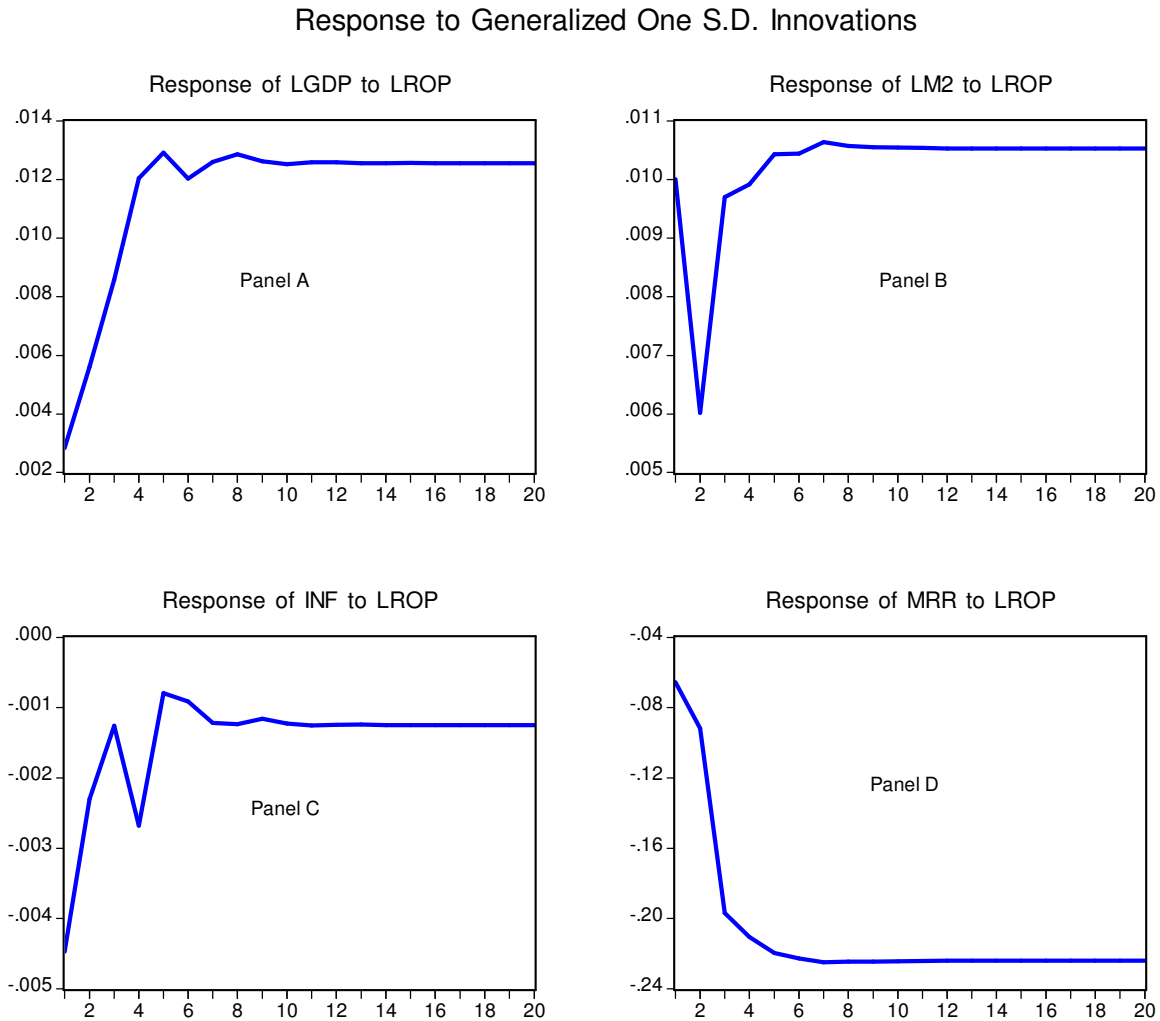 Response to Generalized One S.D. Innovations
Response of LGDP to LROP
.014
.012
.010
.008
.006
.004
.002
Panel A
2 4 6 8 10 12 14 16 18 20
Response of LM2 to LROP
.011
.010
.009
.008
.007
.006
.005
Panel B
2 4 6 8 10 12 14 16 18 20
Response of INF to LROP
.000
-.001
-.002
-.003
-.004
-.005
Panel C
2 4 6 8 10 12 14 16 18 20
Response of MRR to LROP
-.04
-.08
-.12
-.16
-.20
-.24
Panel D
2 4 6 8 10 12 14 16 18 20